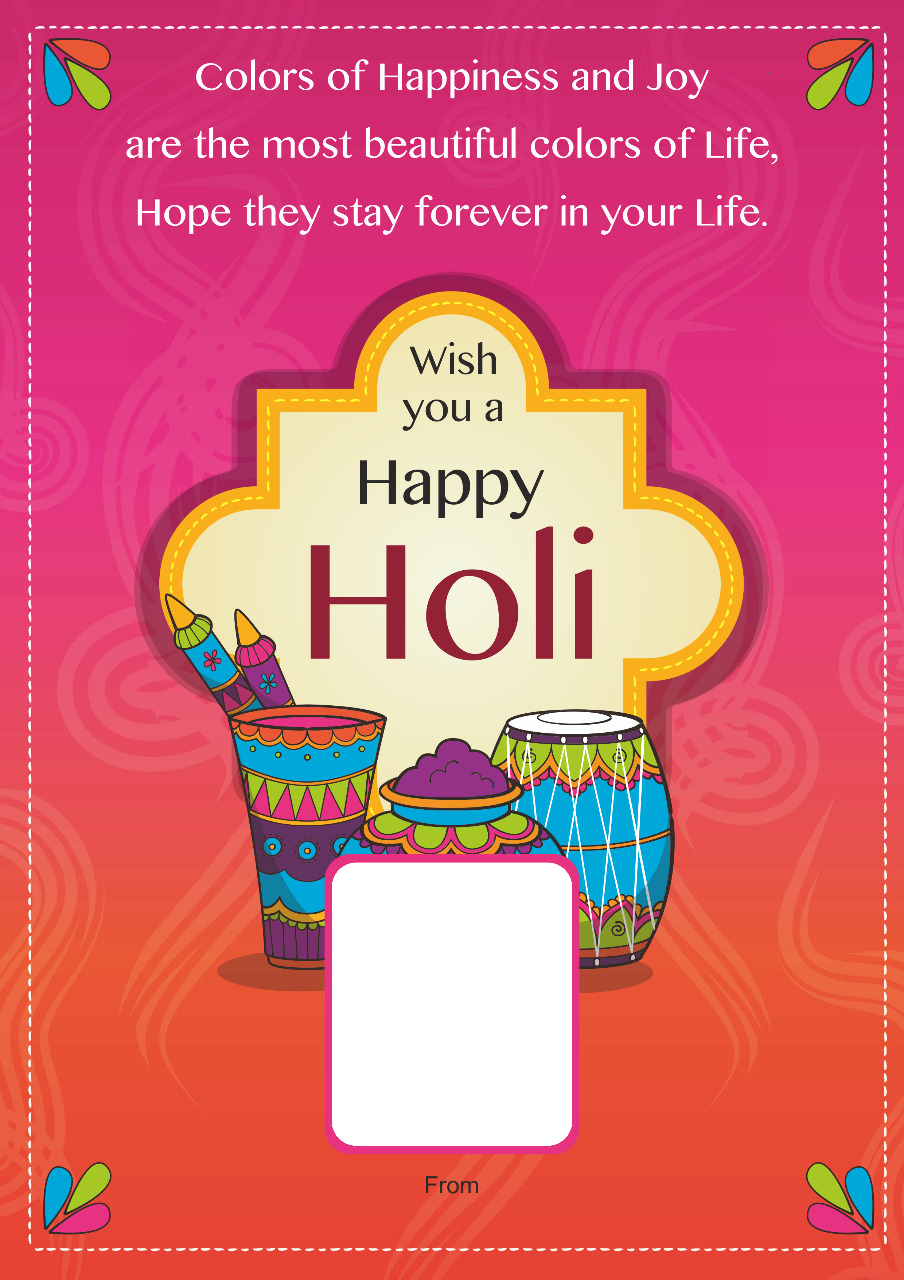 Colors of Happiness and Joy
are the most beautiful colors of Life,
Hope they stay forever in your Life.
Wish
you a
Happy
Holi
From